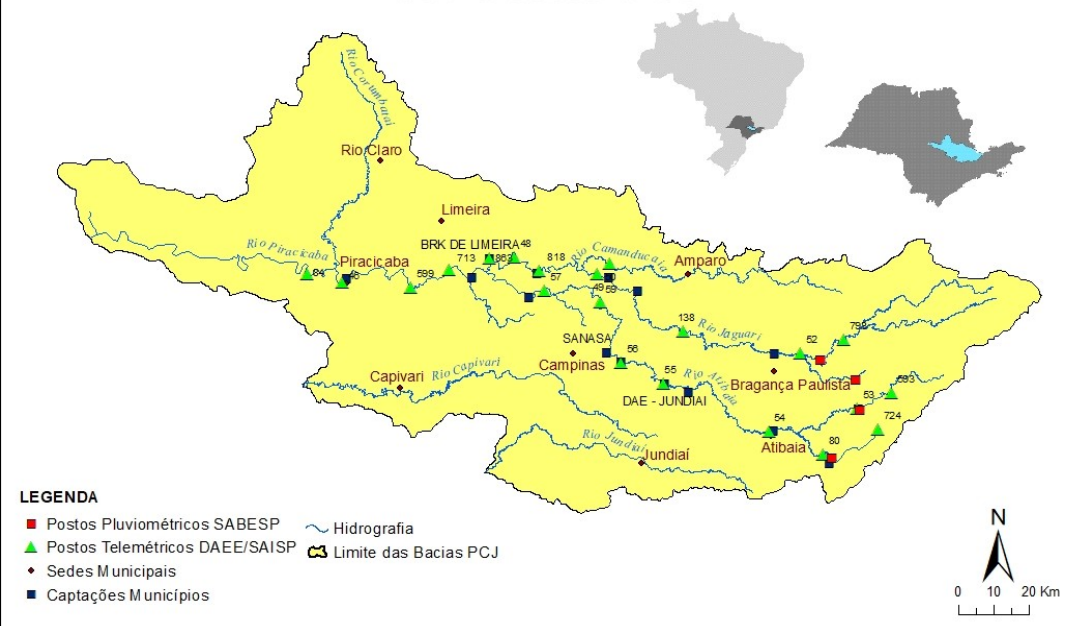 Rio Corumbataí
Rio Claro
Limeira
Rio Piracicaba
Piracicaba
BRK DE LIMEIRA
48
Rio Camanducaia
Amparo
84
599
713
818
57
49
59
138
Rio Jaguari
52
SANASA
56
Campinas
Capivari
Rio Capivari
55
Rio Atibaia
DAE - JUNDIAI
Bragança Paulista
53
724
54
Atibaia
80
Rio Jundiaí
Jundiaí
LEGENDA
Postos Pluviométricos SABESP
Postos Telemétricos DAEE/SAISP
Sedes Municipais
Captações Municípios
Hidrografia
Limite das Bacias PCJ
N
0 10 20 Km